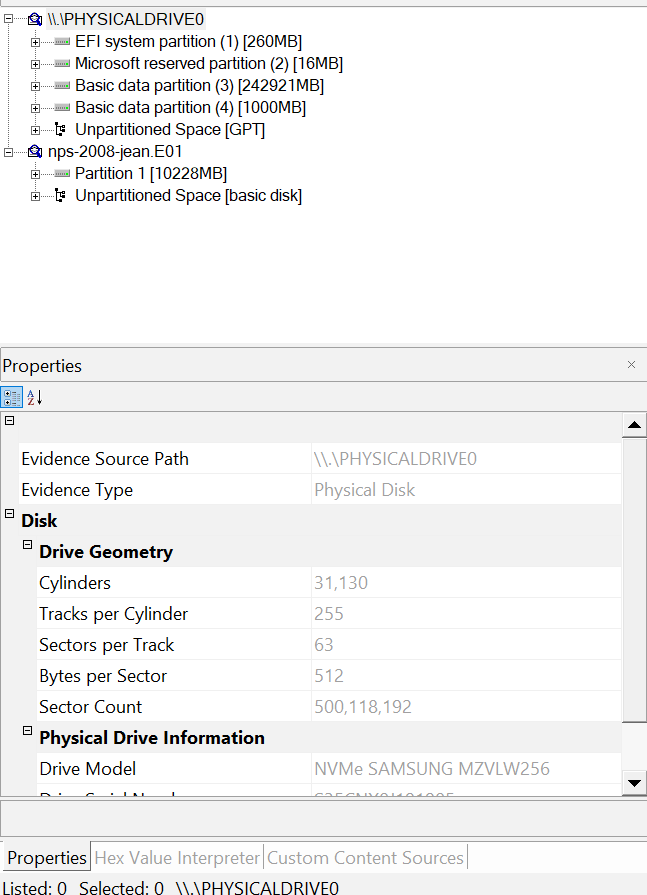 \\.\PHYSICALDRIVE0
EFI system partition (1) [260MB]
Microsoft reserved partition (2) [16MB]
Basic data partition (3) [242921MB]
Basic data partition (4) [1000MB]
Unpartitioned Space [GPT]
nps-2008-jean.E01
Partition 1 [10228MB]
Unpartitioned Space [basic disk]
Properties
Evidence Source Path \\.\PHYSICALDRIVE0
Evidence Type Physical Disk
Disk
Drive Geometry
Cylinders 31,130
Tracks per Cylinder 255
Sectors per Track 63
Bytes per Sector 512
Sector Count 500,118,192
Physical Drive Information
Drive Model NVMe SAMSUNG MZVLW256
Properties Hex Value Interpreter Custom Content Sources
Listed: 0 Selected: 0 \\.\PHYSICALDRIVE0